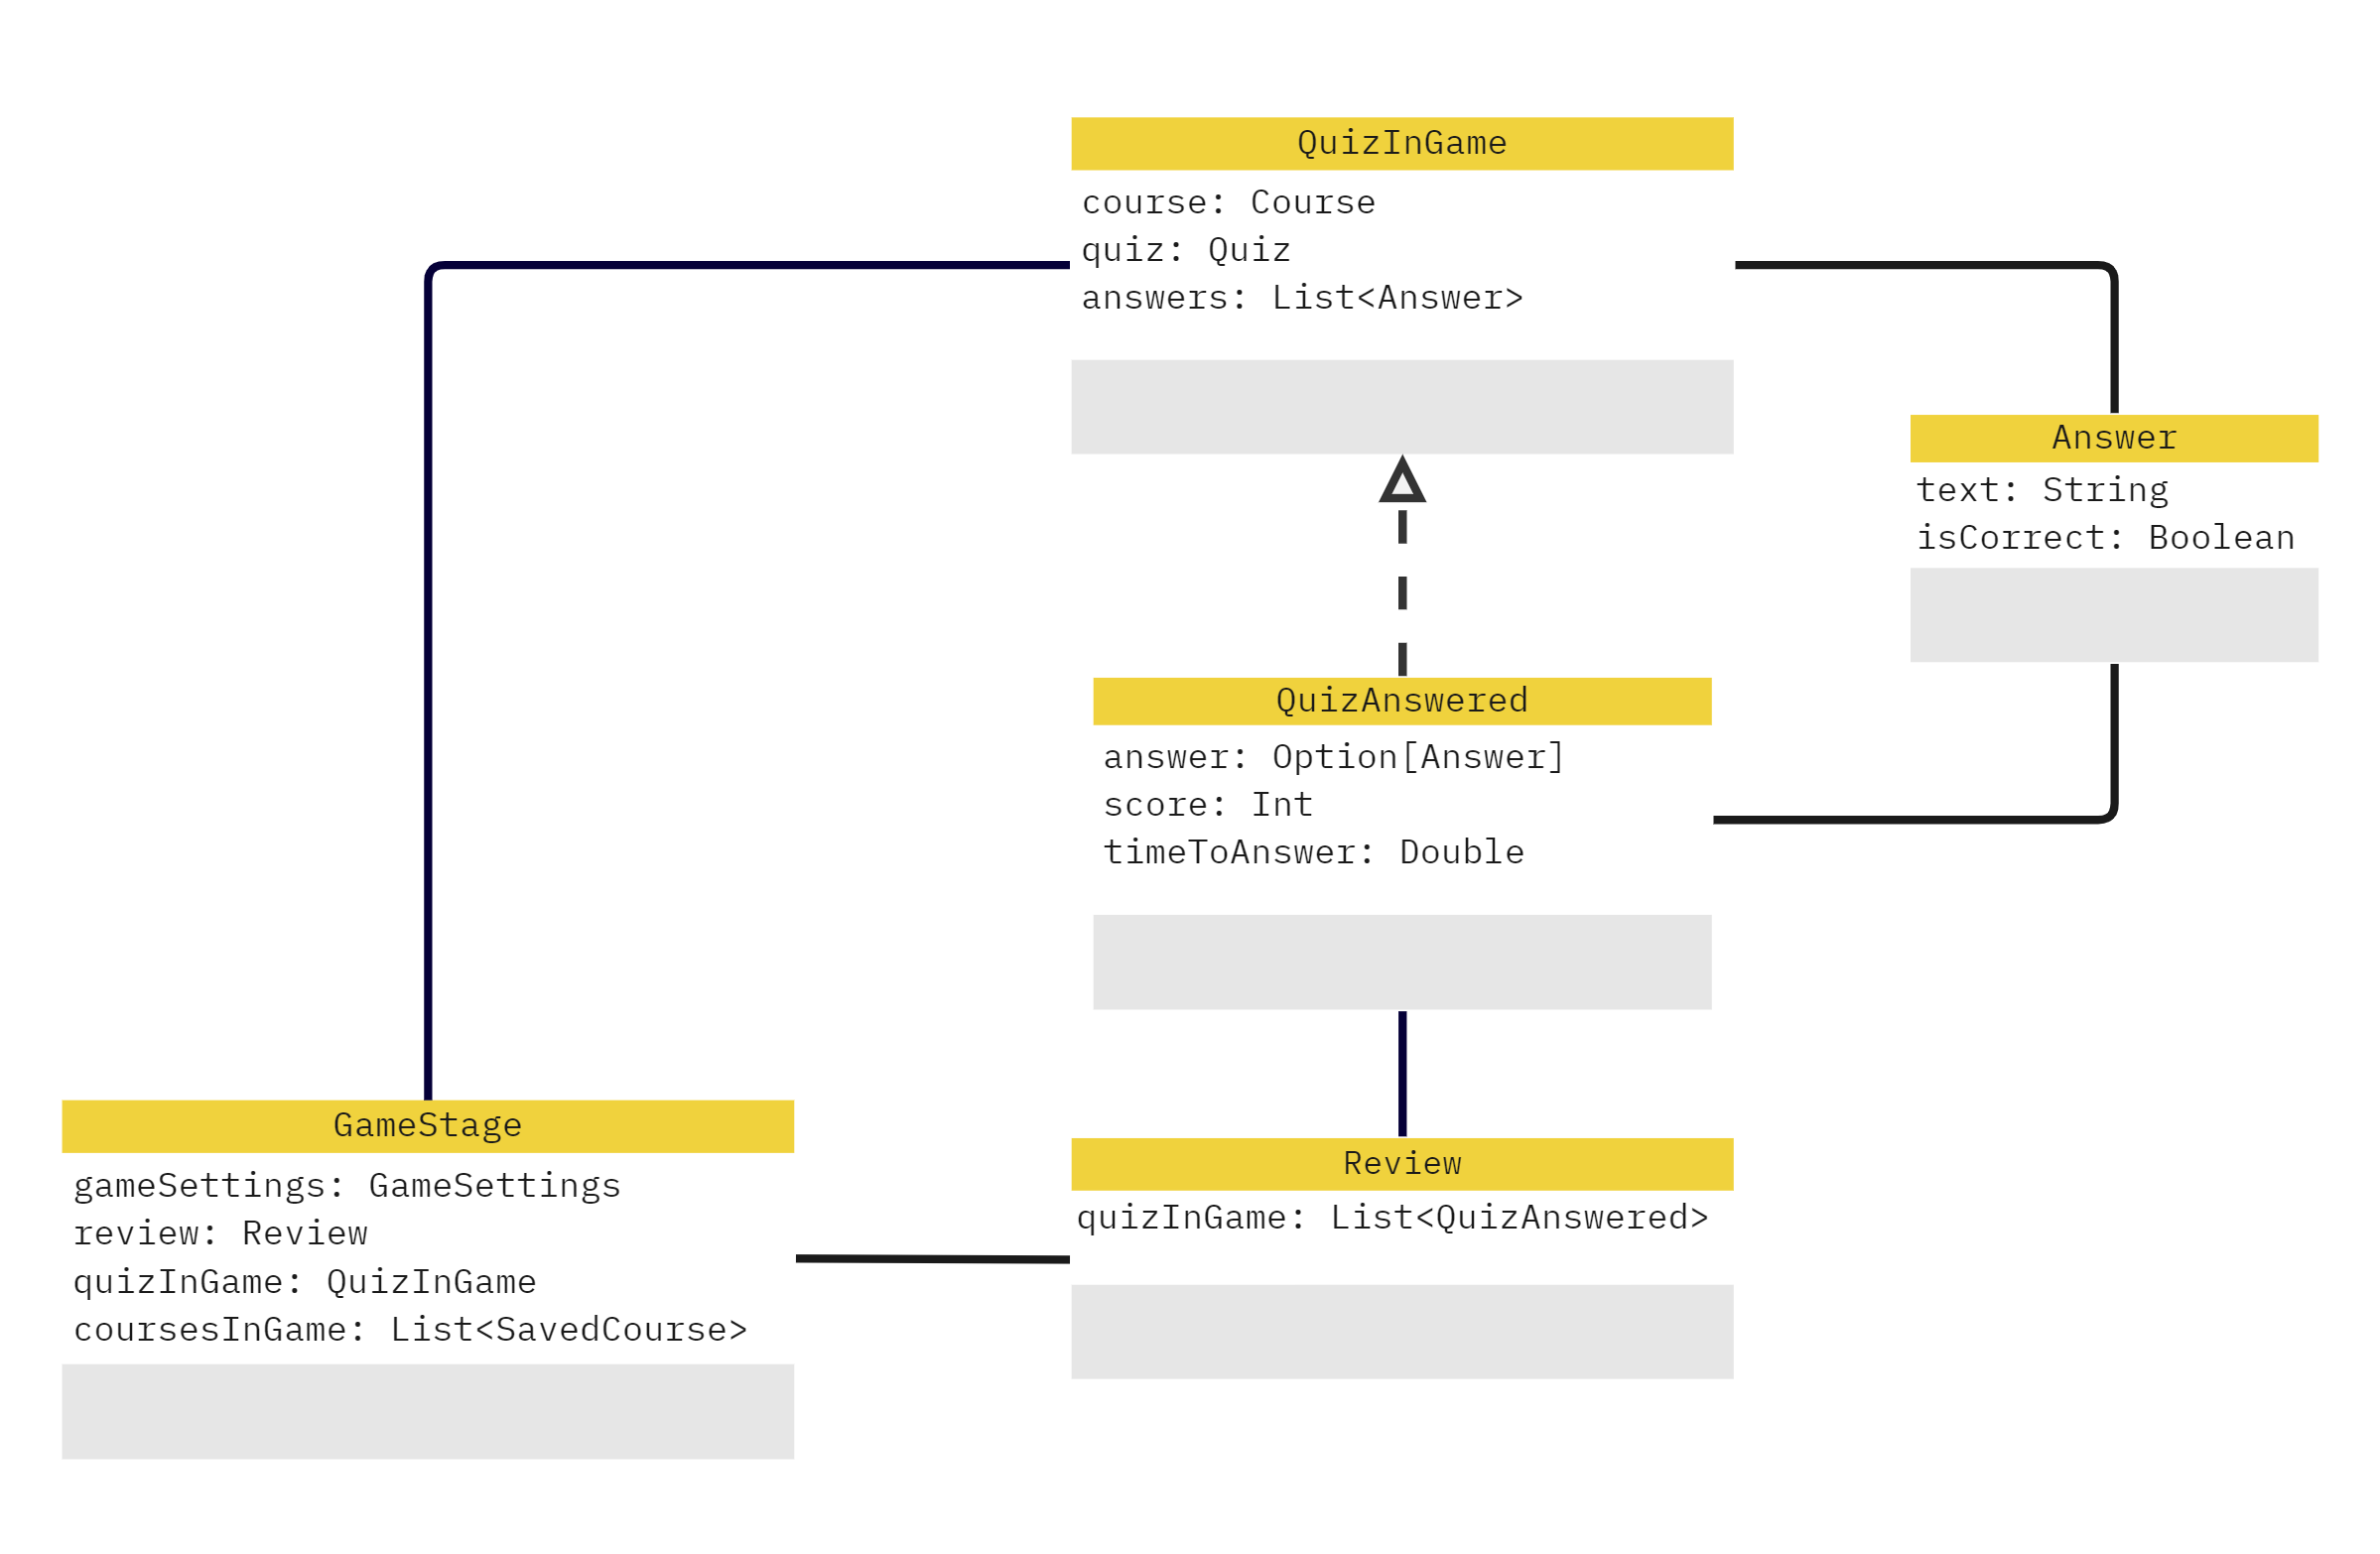 QuizInGame
course: Course
quiz: Quiz
answers: List<Answer>
Answer
text: String
isCorrect: Boolean
QuizAnswered
answer: Option[Answer]
score: Int
timeToAnswer: Double
GameStage
gameSettings: GameSettings
review: Review
quizInGame: QuizInGame
coursesInGame: List<SavedCourse>
Review
quizInGame: List<QuizAnswered>